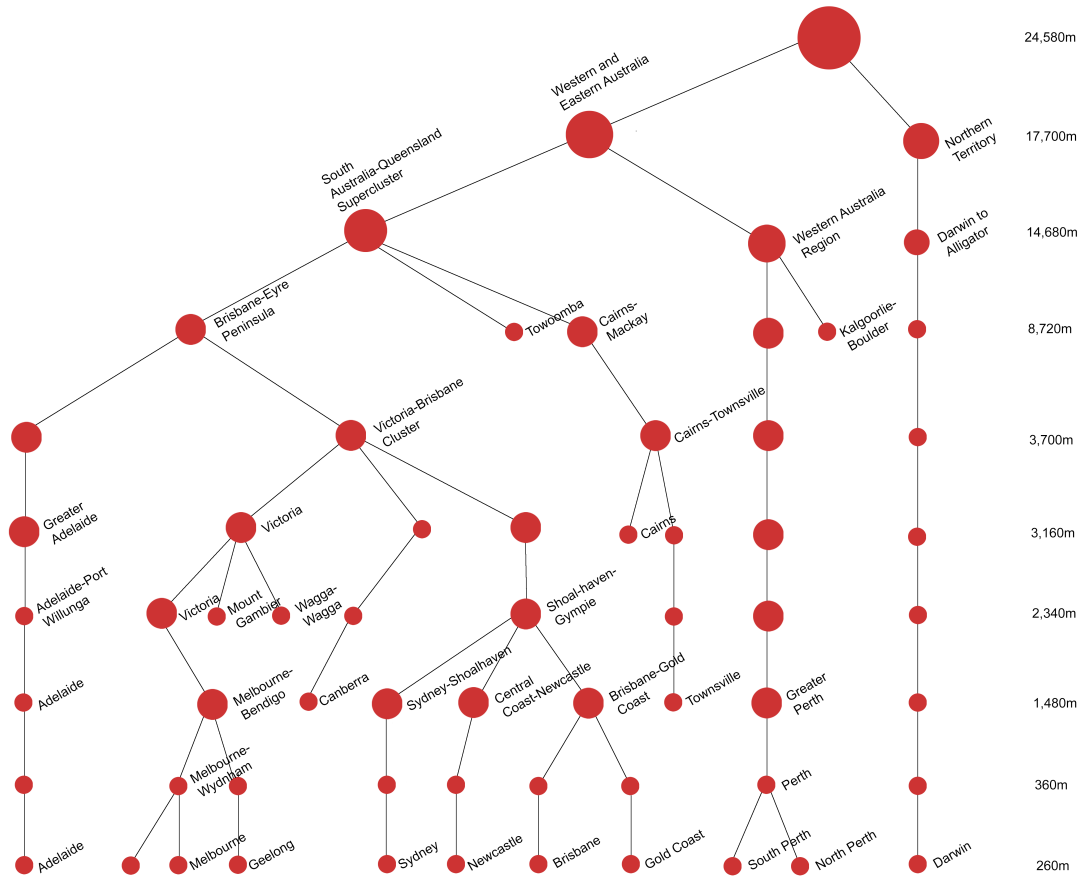 24,580m
Western and
Eastern Australia
17,700m
Northern
Territory
South
Australia-Queensland
Supercluster
14,680m
Western Australia
Region
Darwin to
Alligator
8,720m
Brisbane-Eyre
Peninsula
Towoomba
Cairns-
Mackay
Kalgoorlie-
Boulder
3,700m
Victoria-Brisbane
Cluster
Cairns-Townsville
3,160m
Greater
Adelaide
Victoria
Cairns
2,340m
Adelaide-Port
Willunga
Victoria
Mount
Gambier
Wagga-
Wagga
Shoal-haven-
Gympie
1,480m
Adelaide
Melbourne-
Bendigo
Canberra
Sydney-Shoalhaven
Central
Coast-Newcastle
Brisbane-Gold
Coast
Townsville
Greater
Perth
360m
Melbourne-
Wydnham
Perth
260m
Adelaide
Melbourne
Geelong
Sydney
Newcastle
Brisbane
Gold Coast
South Perth
North Perth
Darwin